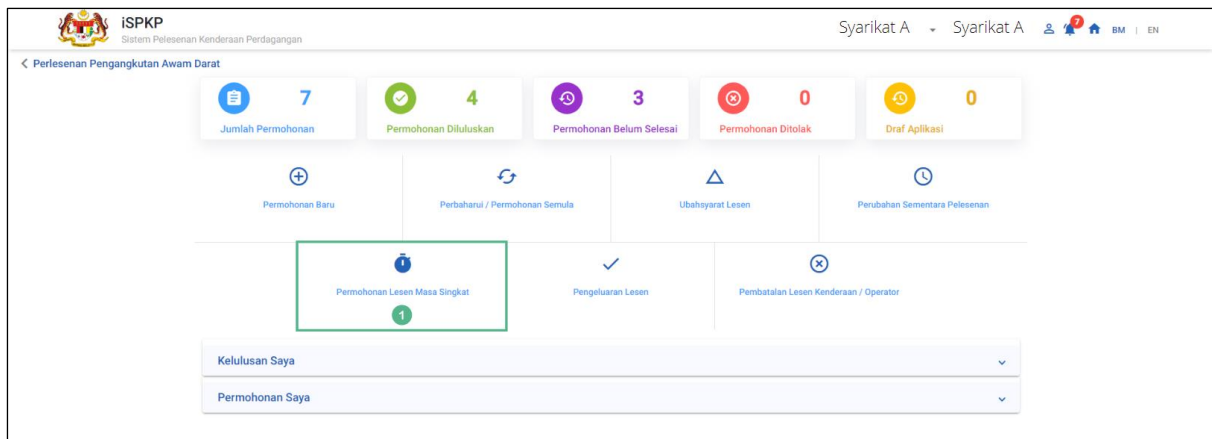 iSPKP
Sistem Pelesenan Kenderaan Perdagangan
Syarikat A Syarikat A 7 BM | EN
Perlesenan Pengangkutan Awam Darat
7 4 3 0 0
Jumlah Permohonan Permohonan Diluluskan Permohonan Belum Selesai Permohonan Ditolak Draf Aplikasi
Permohonan Baru Perbaharui / Permohonan Semula Ubahsyarat Lesen Perubahan Sementara Pelesenan
Permohonan Lesen Masa Singkat Pengeluaran Lesen Pembatalan Lesen Kenderaan / Operator
1
Kelulusan Saya
Permohonan Saya